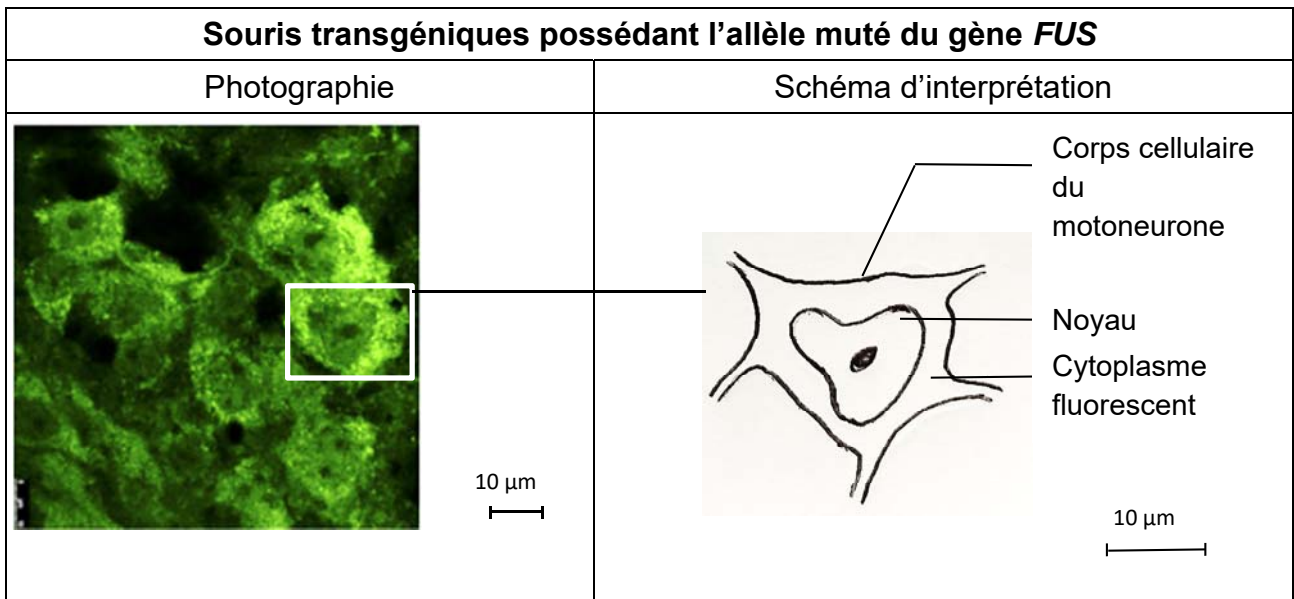 Souris transgéniques possédant l’allèle muté du gène FUS
Photographie
Schéma d’interprétation
10 µm
Corps cellulaire
du
motoneurone
Noyau
Cytoplasme
fluorescent
10 µm